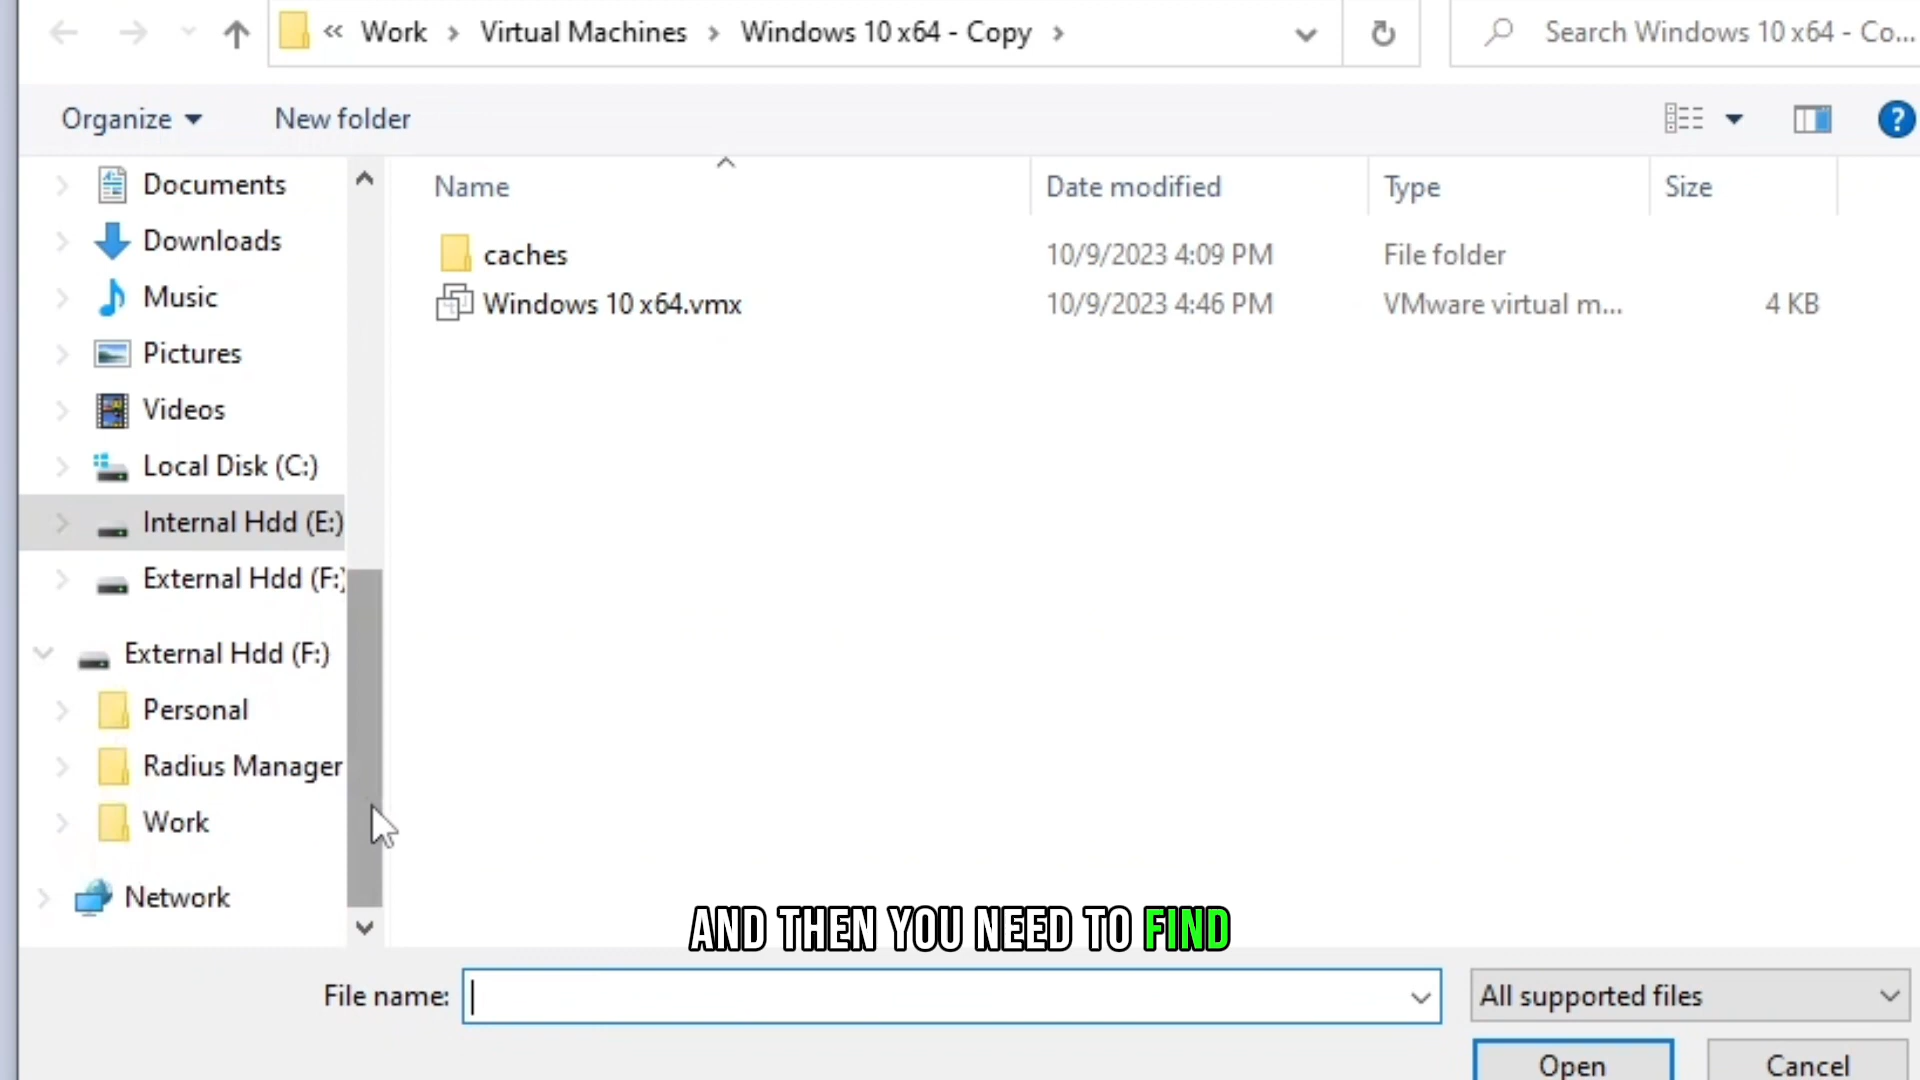 « Work › Virtual Machines › Windows 10 x64 - Copy ›
Search Windows 10 x64 - Co...
Organize
New folder
?
Documents
Downloads
Music
Pictures
Videos
Local Disk (C:)
Internal Hdd (E:)
External Hdd (F:)
External Hdd (F:)
Personal
Radius Manager
Work
Network
Name Date modified Type Size
caches 10/9/2023 4:09 PM File folder
Windows 10 x64.vmx 10/9/2023 4:46 PM VMware virtual m... 4 KB
AND THEN YOU NEED TO FIND
File name:
All supported files
Open Cancel